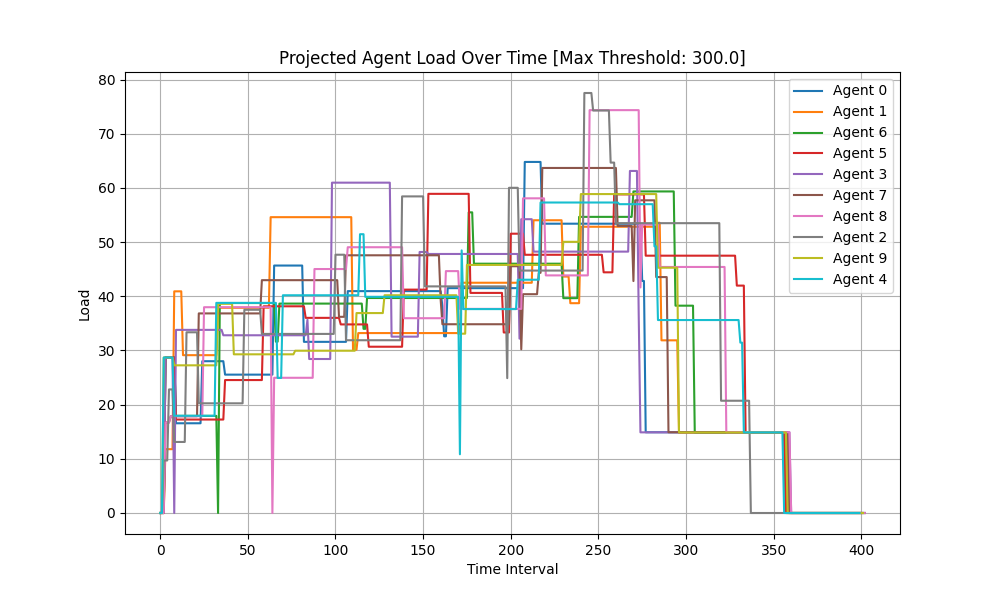 Projected Agent Load Over Time [Max Threshold: 300.0]
Load
80
70
60
50
40
30
20
10
0
Agent 0
Agent 1
Agent 6
Agent 5
Agent 3
Agent 7
Agent 8
Agent 2
Agent 9
Agent 4
0 50 100 150 200 250 300 350 400
Time Interval